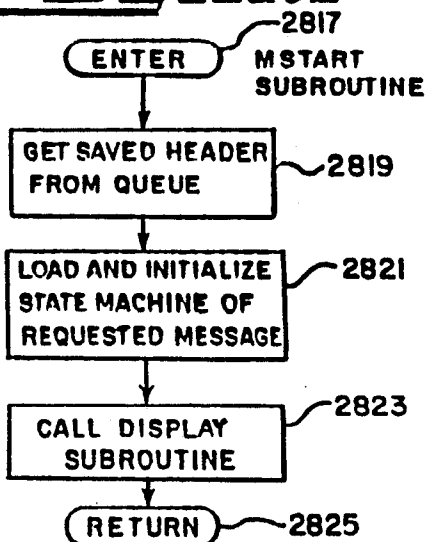 2817
ENTER
MSTART
SUBROUTINE
GET SAVED HEADER
FROM QUEUE
2819
LOAD AND INITIALIZE
STATE MACHINE OF
REQUESTED MESSAGE
2821
CALL DISPLAY
SUBROUTINE
2823
RETURN
2825